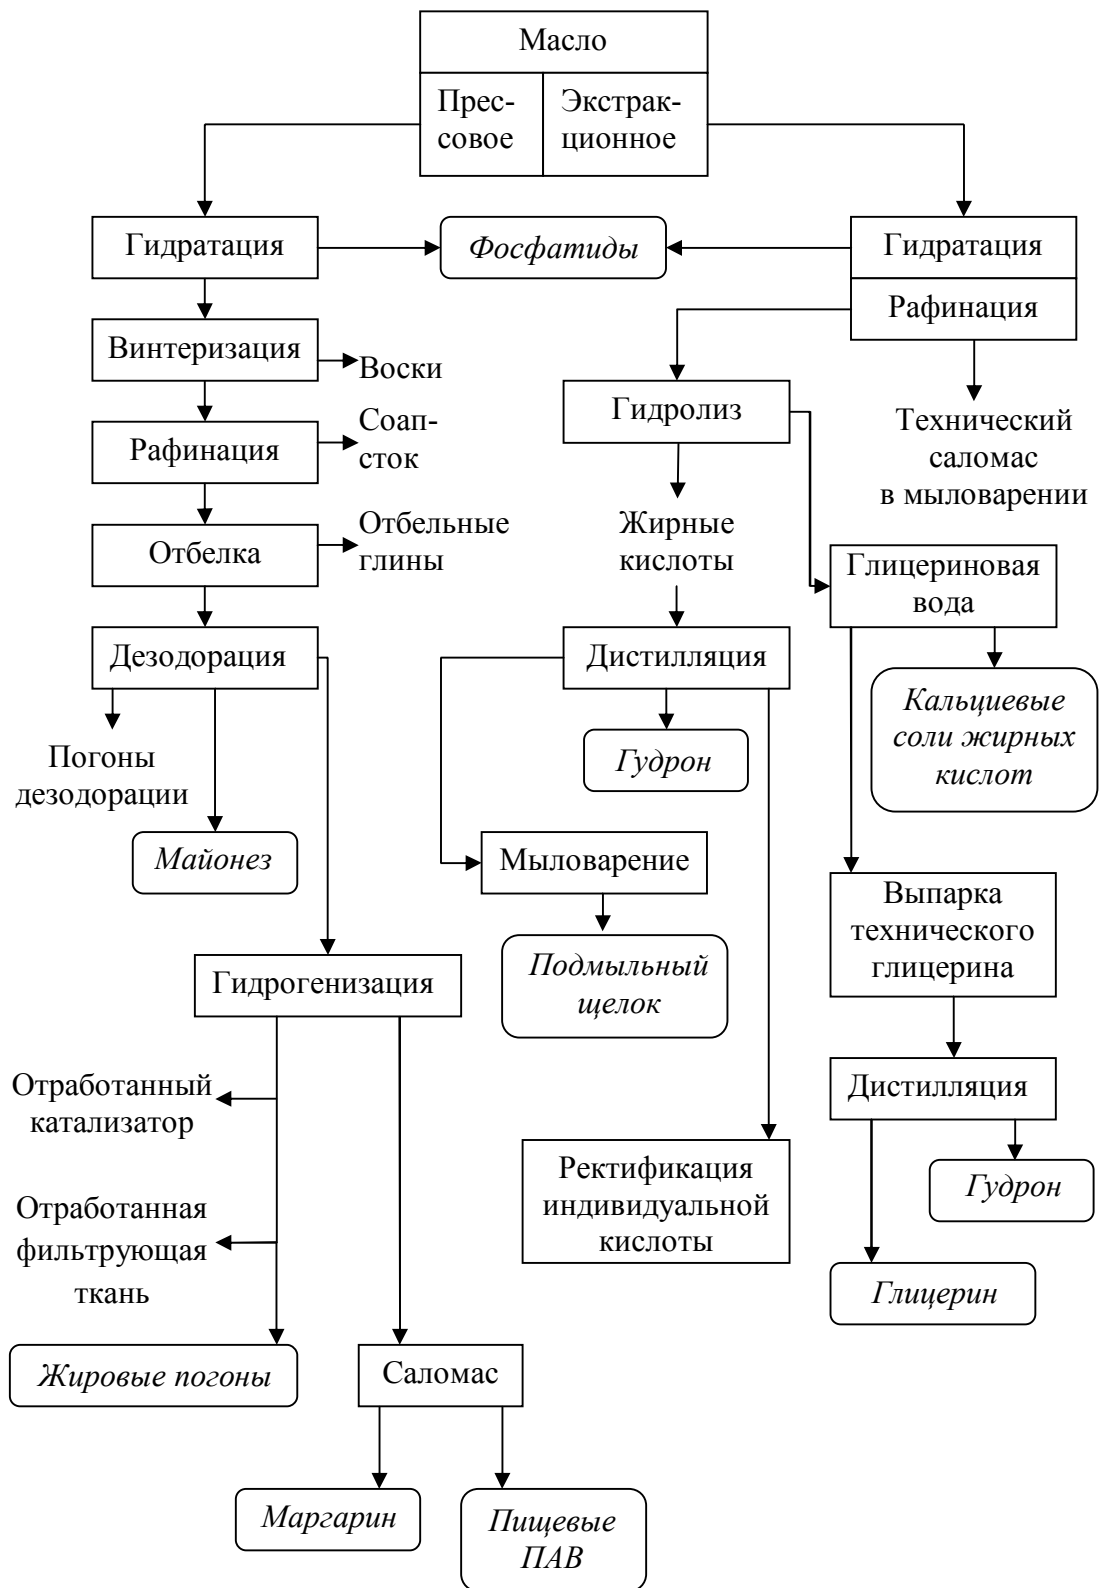 Масло
Прес-
совое
Экстрак-
ционное
Гидратация
Фосфатиды
Гидратация
Рафинация
Винтеризация
Воски
Гидролиз
Технический
саломас
в мыловарении
Рафинация
Соап-
сток
Отбелка
Отбельные
глины
Жирные
кислоты
Глицериновая
вода
Дезодорация
Дистилляция
Кальциевые
соли жирных
кислот
Погоны
дезодорации
Гудрон
Майонез
Мыловарение
Выпарка
технического
глицерина
Гидрогенизация
Подмыльный
щелок
Отработанный
катализатор
Дистилляция
Ректификация
индивидуальной
кислоты
Гудрон
Отработанная
фильтрующая
ткань
Глицерин
Жировые погоны
Саломас
Маргарин
Пищевые
ПАВ